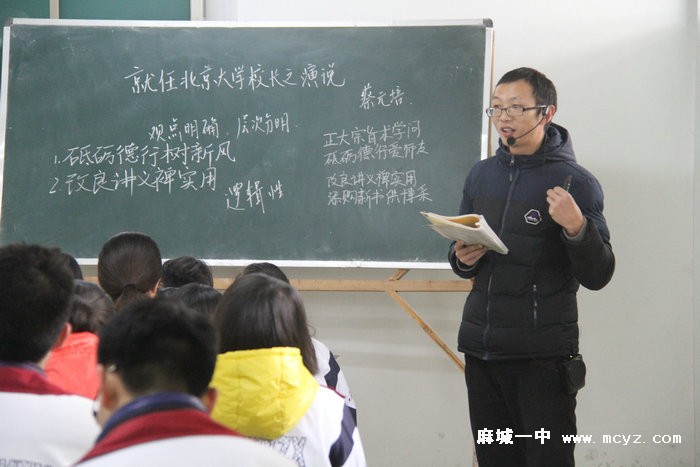 就任北京大学校长之演说
蔡元培.
观点明确、层次分明.
1. 砥砺德行树新风
2. 改良讲义裨实用
逻辑性
正大宗旨求学问
砥砺德行爱师友
改良讲义裨实用
添购新书供博采
麻城一中 www.mcyz.com